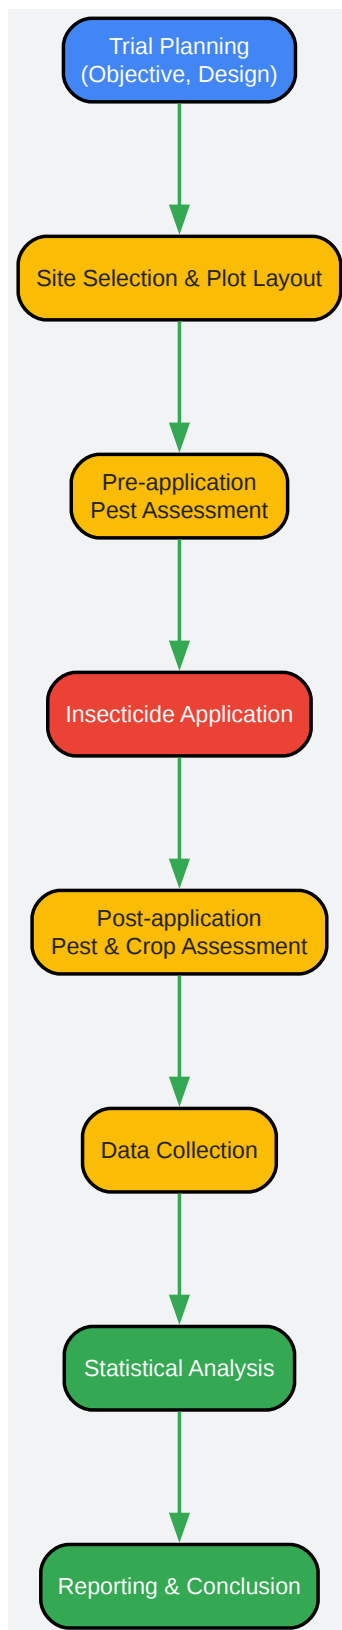 Trial Planning
(Objective, Design)
Site Selection & Plot Layout
Pre-application
Pest Assessment
Insecticide Application
Post-application
Pest & Crop Assessment
Data Collection
Statistical Analysis
Reporting & Conclusion